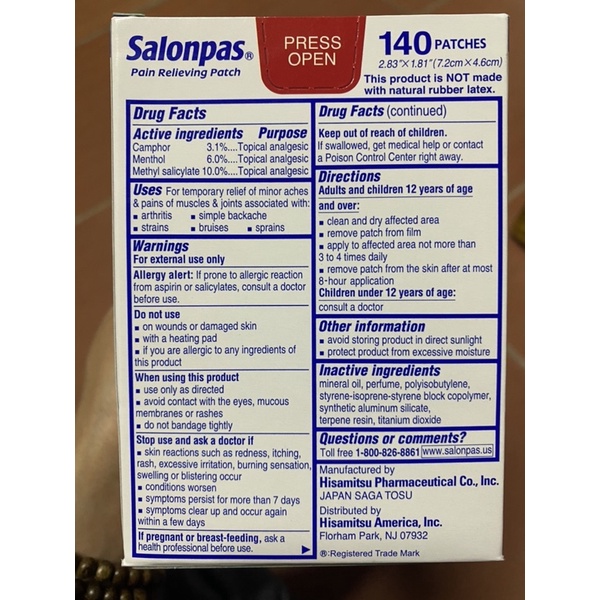 Salonpas®
Pain Relieving Patch
PRESS
OPEN
140 PATCHES
2.83"X1.81"(7.2cm×4.6cm)
This product is NOT made
with natural rubber latex.
Drug Facts
Active ingredients Purpose
Camphor 3.1%....Topical analgesic
Menthol 6.0%....Topical analgesic
Methyl salicylate 10.0%....Topical analgesic
Uses For temporary relief of minor aches
& pains of muscles & joints associated with:
▪ arthritis ▪ simple backache
▪ strains ▪ bruises ▪ sprains
Warnings
For external use only
Allergy alert: If prone to allergic reaction
from aspirin or salicylates, consult a doctor
before use.
Do not use
▪ on wounds or damaged skin
▪ with a heating pad
▪ if you are allergic to any ingredients of
this product
When using this product
▪ use only as directed
▪ avoid contact with the eyes, mucous
membranes or rashes
▪ do not bandage tightly
Stop use and ask a doctor if
▪ skin reactions such as redness, itching,
rash, excessive irritation, burning sensation,
swelling or blistering occur
▪ conditions worsen
▪ symptoms persist for more than 7 days
▪ symptoms clear up and occur again
within a few days
If pregnant or breast-feeding, ask a
health professional before use.
Drug Facts (continued)
Keep out of reach of children.
If swallowed, get medical help or contact
a Poison Control Center right away.
Directions
Adults and children 12 years of age
and over:
▪ clean and dry affected area
▪ remove patch from film
▪ apply to affected area not more than
3 to 4 times daily
▪ remove patch from the skin after at most
8-hour application
Children under 12 years of age:
consult a doctor
Other information
▪ avoid storing product in direct sunlight
▪ protect product from excessive moisture
Inactive ingredients
mineral oil, perfume, polyisobutylene,
styrene-isoprene-styrene block copolymer,
synthetic aluminum silicate,
terpene resin, titanium dioxide
Questions or comments?
Toll free 1-800-826-8861 www.salonpas.us
Manufactured by
Hisamitsu Pharmaceutical Co., Inc.
JAPAN SAGA TOSU
Distributed by
Hisamitsu America, Inc.
Florham Park, NJ 07932
®:Registered Trade Mark